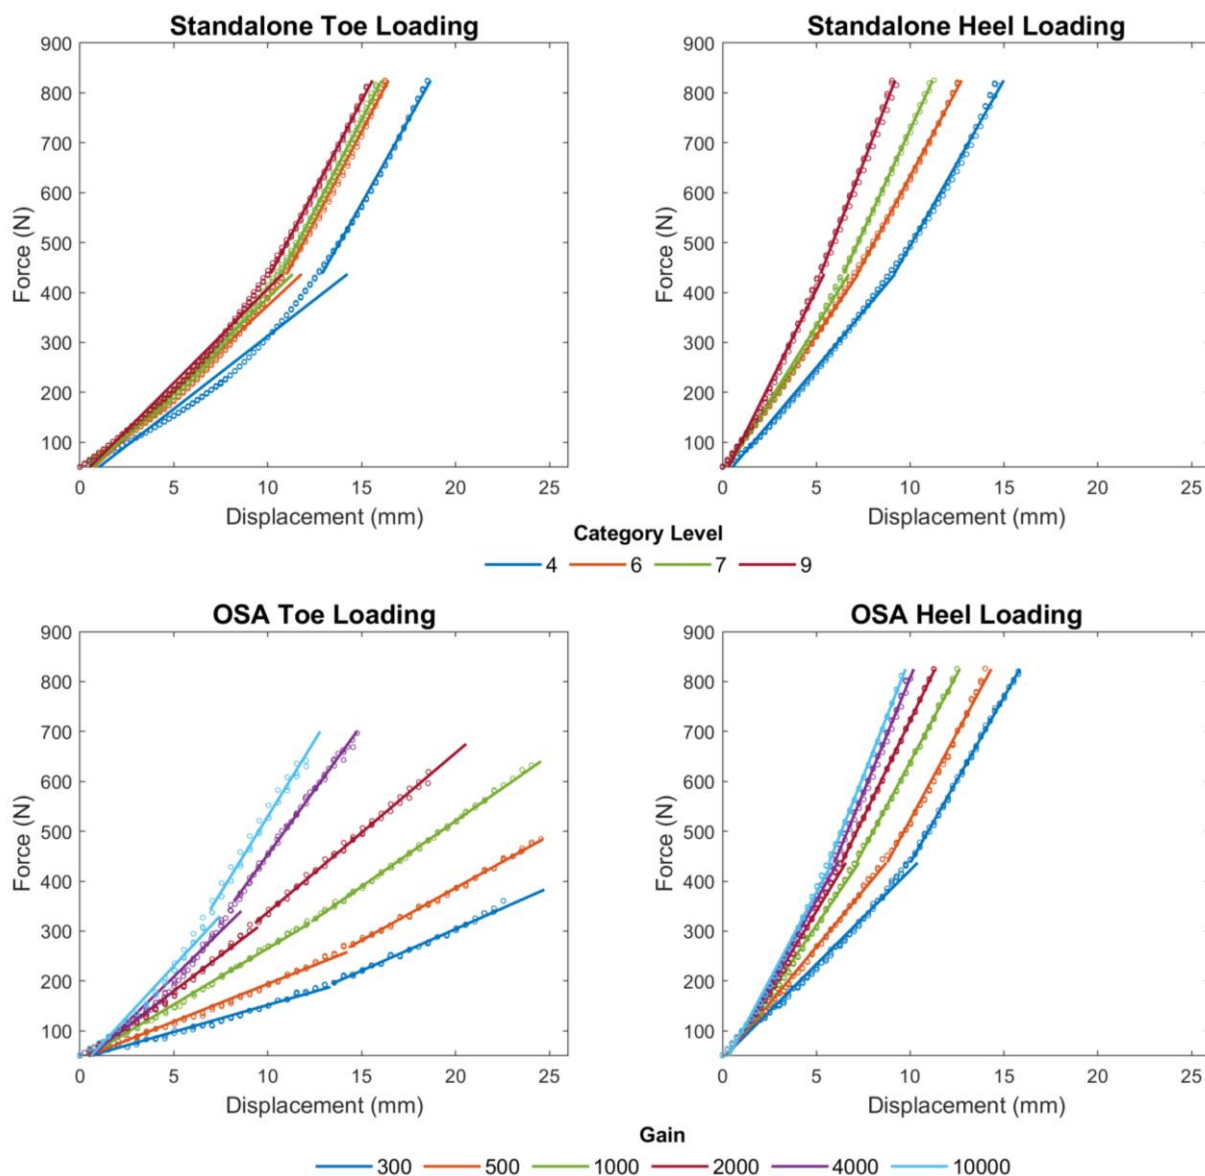 Standalone Toe Loading
900
800
700
600
500
400
300
200
100
Force (N)
0 5 10 15 20 25
Displacement (mm)
Standalone Heel Loading
900
800
700
600
500
400
300
200
100
Force (N)
0 5 10 15 20 25
Displacement (mm)
Category Level
4 6 7 9
OSA Toe Loading
900
800
700
600
500
400
300
200
100
Force (N)
0 5 10 15 20 25
Displacement (mm)
OSA Heel Loading
900
800
700
600
500
400
300
200
100
Force (N)
0 5 10 15 20 25
Displacement (mm)
Gain
300 500 1000 2000 4000 10000